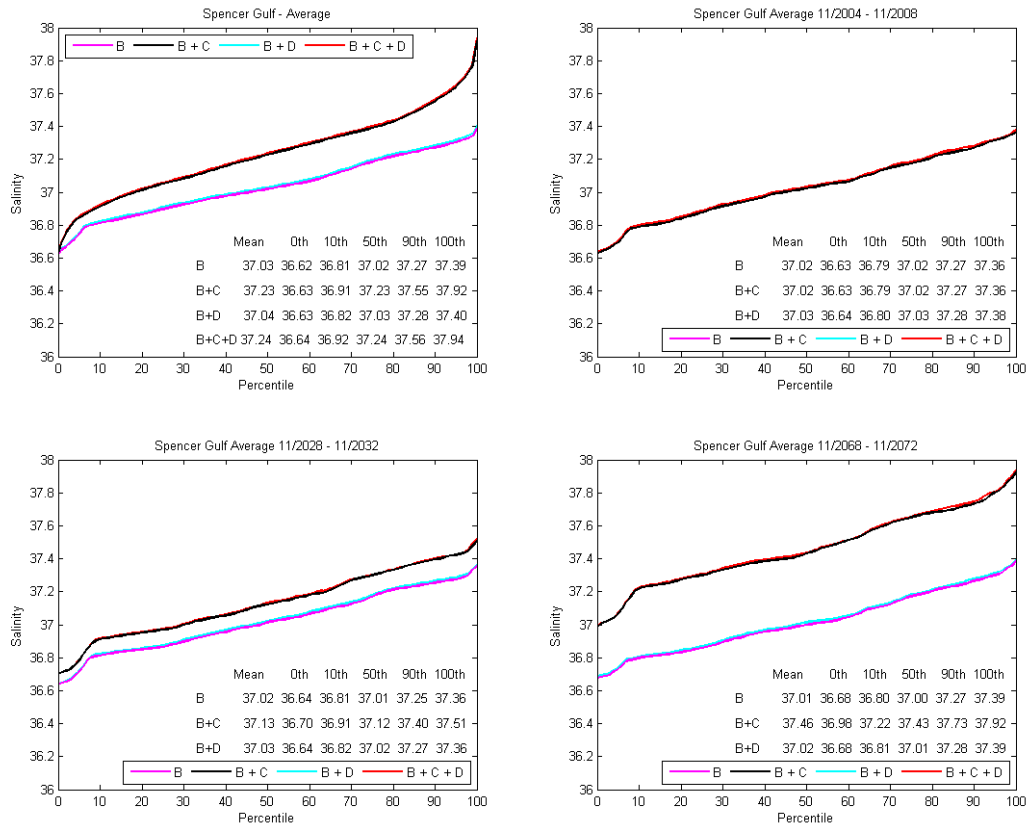 Spencer Gulf - Average
38
37.8
37.6
37.4
37.2
37
36.8
36.6
36.4
36.2
36
Salinity
B B + C B + D B + C + D
Mean 0th 10th 50th 90th 100th
B 37.03 36.62 36.81 37.02 37.27 37.39
B+C 37.23 36.63 36.91 37.23 37.55 37.92
B+D 37.04 36.63 36.82 37.03 37.28 37.40
B+C+D 37.24 36.64 36.92 37.24 37.56 37.94
0 10 20 30 40 50 60 70 80 90 100
Percentile
Spencer Gulf Average 11/2004 - 11/2008
38
37.8
37.6
37.4
37.2
37
36.8
36.6
36.4
36.2
36
Salinity
Mean 0th 10th 50th 90th 100th
B 37.02 36.63 36.79 37.02 37.27 37.36
B+C 37.02 36.63 36.79 37.02 37.27 37.36
B+D 37.03 36.64 36.80 37.03 37.28 37.38
B B + C B + D B + C + D
0 10 20 30 40 50 60 70 80 90 100
Percentile
Spencer Gulf Average 11/2028 - 11/2032
38
37.8
37.6
37.4
37.2
37
36.8
36.6
36.4
36.2
36
Salinity
Mean 0th 10th 50th 90th 100th
B 37.02 36.64 36.81 37.01 37.25 37.36
B+C 37.13 36.70 36.91 37.12 37.40 37.51
B+D 37.03 36.64 36.82 37.02 37.27 37.36
B B + C B + D B + C + D
0 10 20 30 40 50 60 70 80 90 100
Percentile
Spencer Gulf Average 11/2068 - 11/2072
38
37.8
37.6
37.4
37.2
37
36.8
36.6
36.4
36.2
36
Salinity
Mean 0th 10th 50th 90th 100th
B 37.01 36.68 36.80 37.00 37.27 37.39
B+C 37.46 36.98 37.22 37.43 37.73 37.92
B+D 37.02 36.68 36.81 37.01 37.28 37.39
B B + C B + D B + C + D
0 10 20 30 40 50 60 70 80 90 100
Percentile